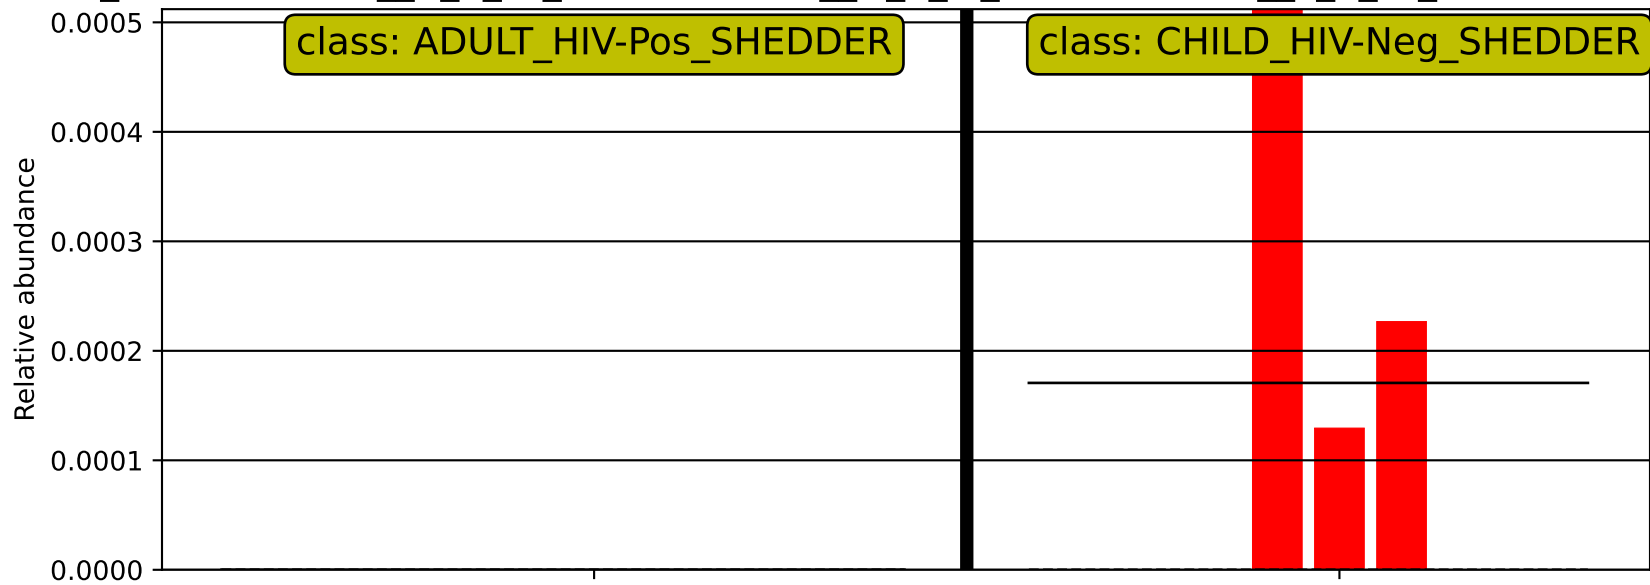 0.0005
class: ADULT_HIV-Pos_SHEDDER
class: CHILD_HIV-Neg_SHEDDER
0.0004
0.0003
0.0002
0.0001
0.0000
Relative abundance